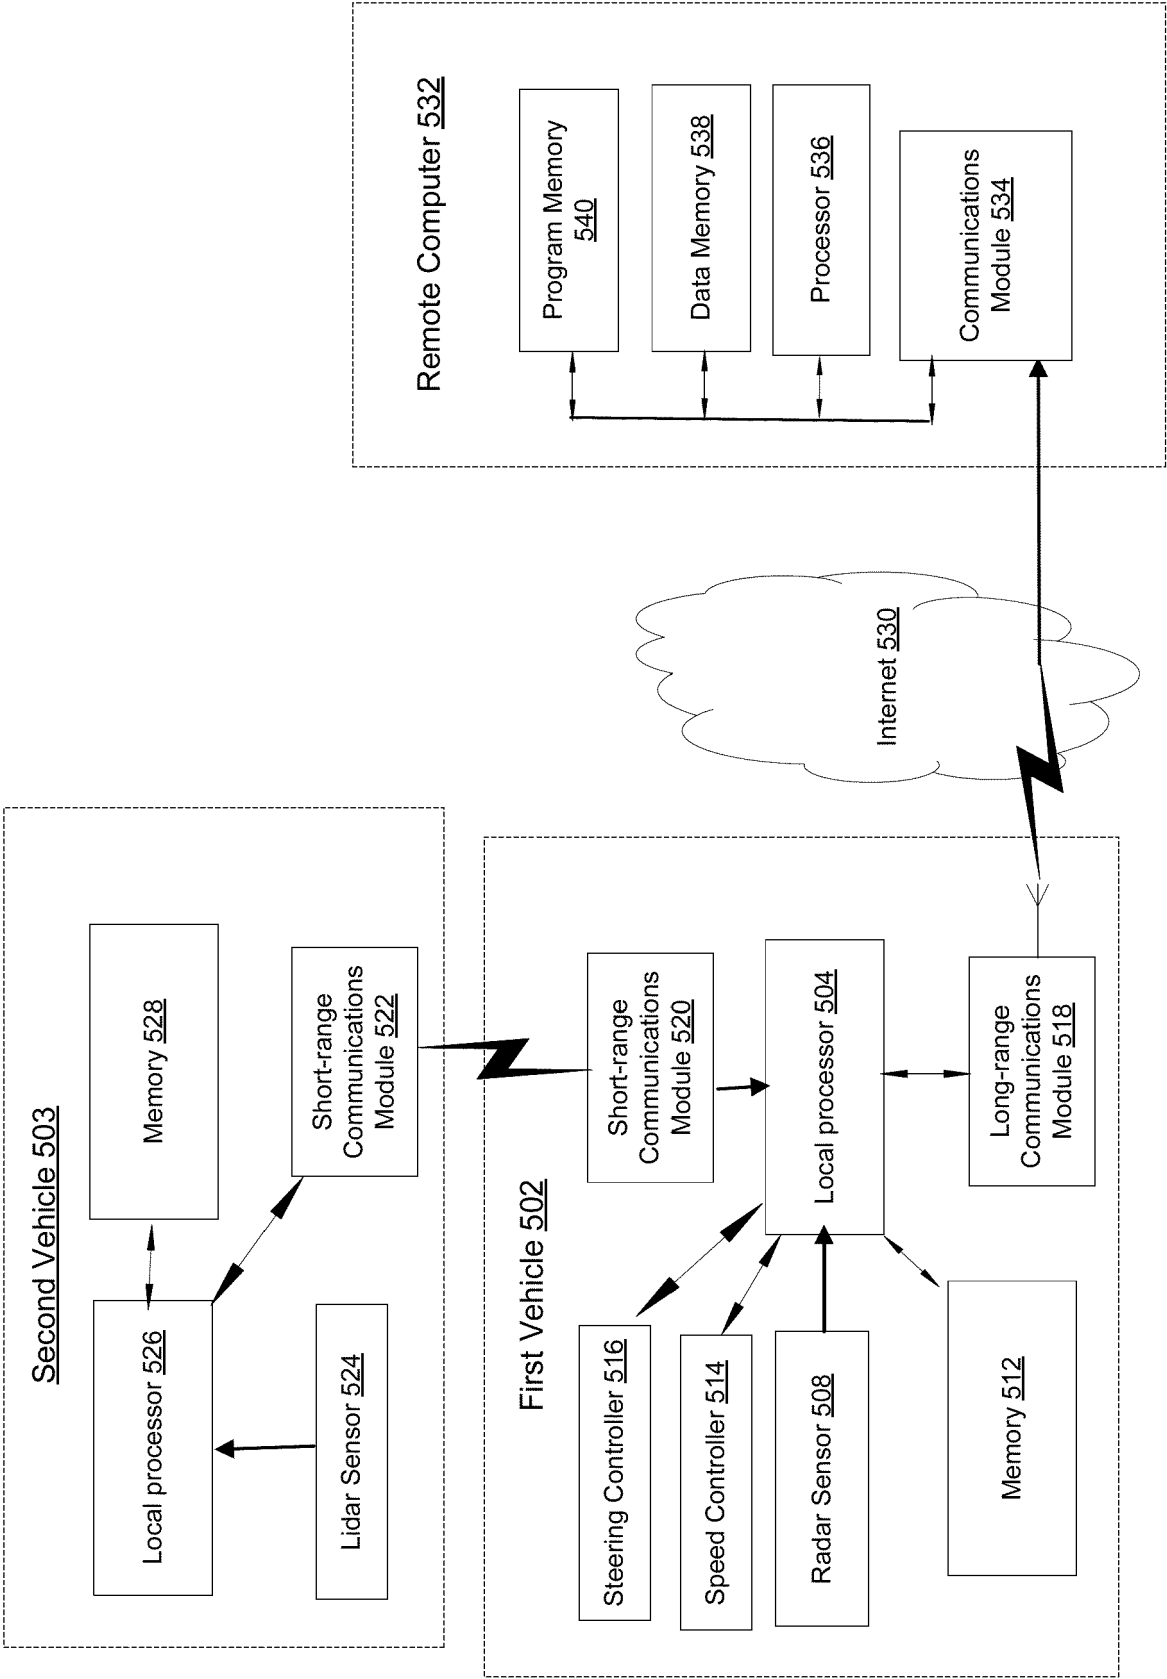 Second Vehicle 503
Local processor 526
Memory 528
Lidar Sensor 524
Short-range
Communications
Module 522
First Vehicle 502
Steering Controller 516
Speed Controller 514
Radar Sensor 508
Memory 512
Short-range
Communications
Module 520
Local processor 504
Long-range
Communications
Module 518
Internet 530
Remote Computer 532
Program Memory
540
Data Memory 538
Processor 536
Communications
Module 534